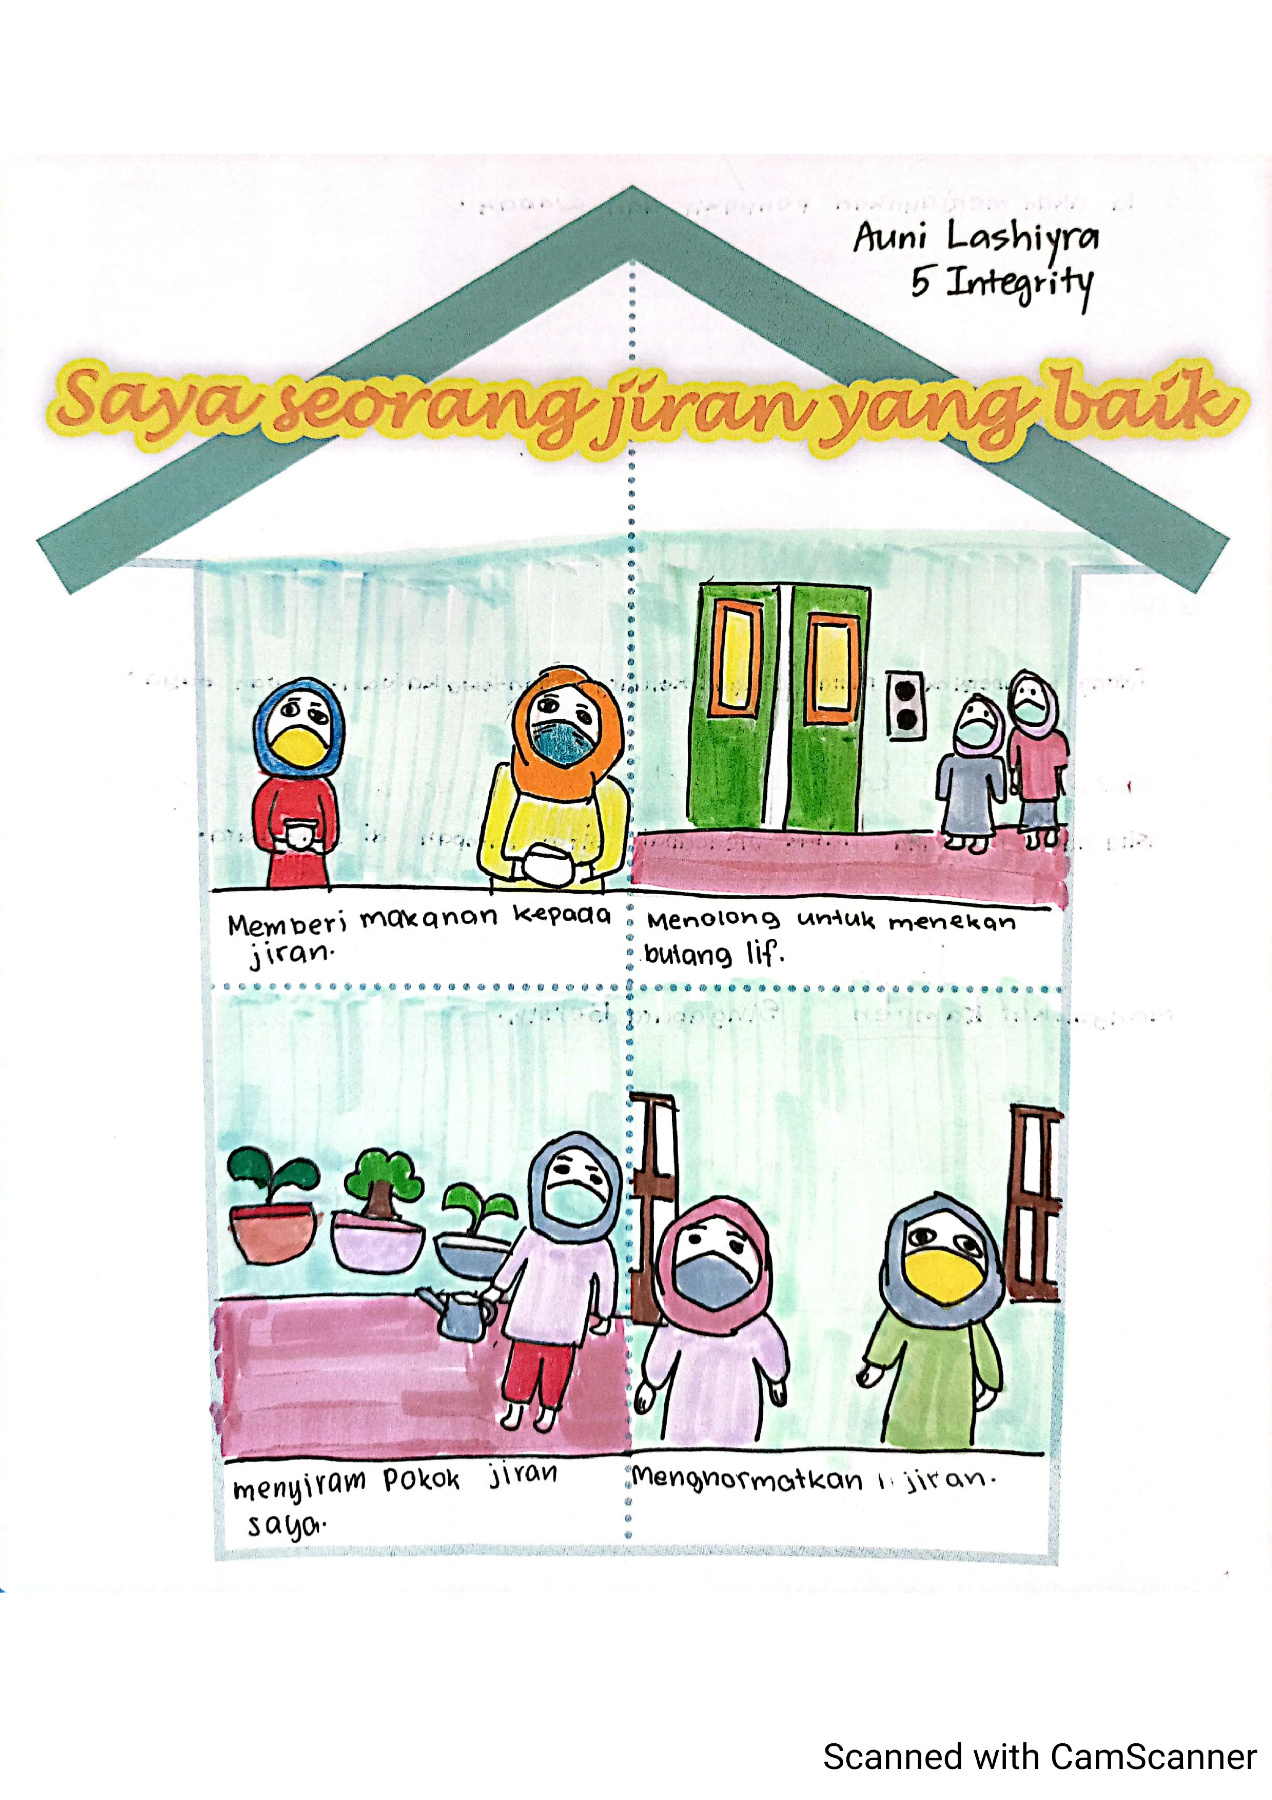 Auni Lashiyra
5 Integrity
Saya seorang jiran yang baik
Memberi makanan kepada
jiran.
Menolong untuk menekan
butang lif.
menyiram pokok jiran
saya.
Menghormatkan jiran.
Scanned with CamScanner